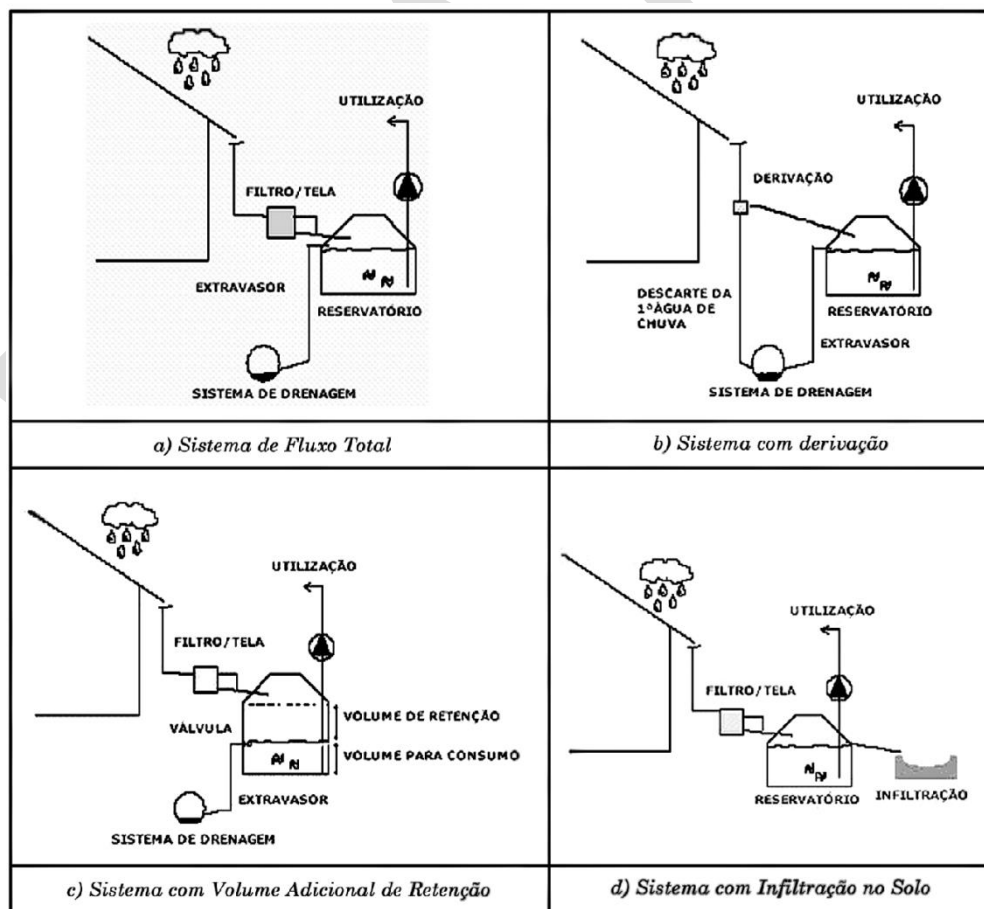 UTILIZAÇÃO
FILTRO/TELA
EXTRAVASOR
RESERVATÓRIO
SISTEMA DE DRENAGEM
a) Sistema de Fluxo Total
UTILIZAÇÃO
DERIVAÇÃO
DESCARTE DA
1ºÀGUA DE
CHUVA
RESERVATÓRIO
EXTRAVASOR
SISTEMA DE DRENAGEM
b) Sistema com derivação
UTILIZAÇÃO
FILTRO/TELA
VÁLVULA
VOLUME DE RETENÇÃO
VOLUME PARA CONSUMO
EXTRAVASOR
SISTEMA DE DRENAGEM
c) Sistema com Volume Adicional de Retenção
UTILIZAÇÃO
FILTRO/TELA
RESERVATÓRIO
INFILTRAÇÃO
d) Sistema com Infiltração no Solo